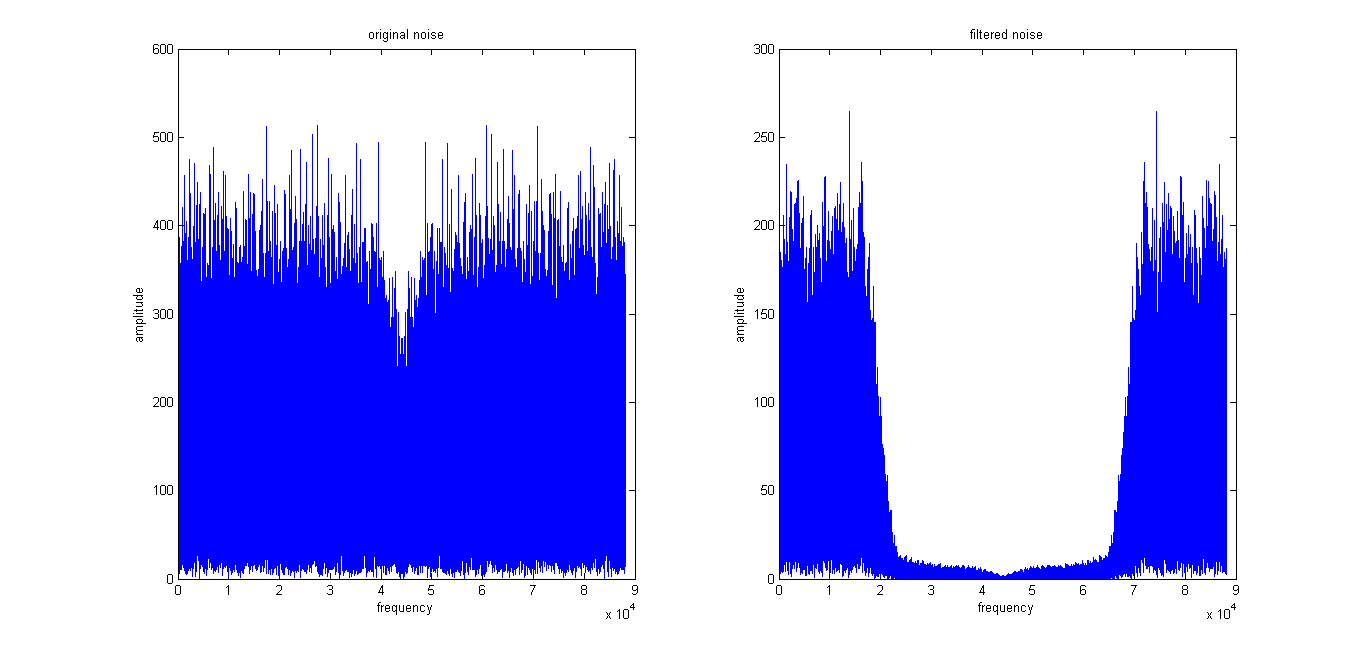 original noise
600
500
400
300
200
100
0
amplitude
0 1 2 3 4 5 6 7 8 9
frequency
x 10^4
filtered noise
300
250
200
150
100
50
0
amplitude
0 1 2 3 4 5 6 7 8 9
frequency
x 10^4